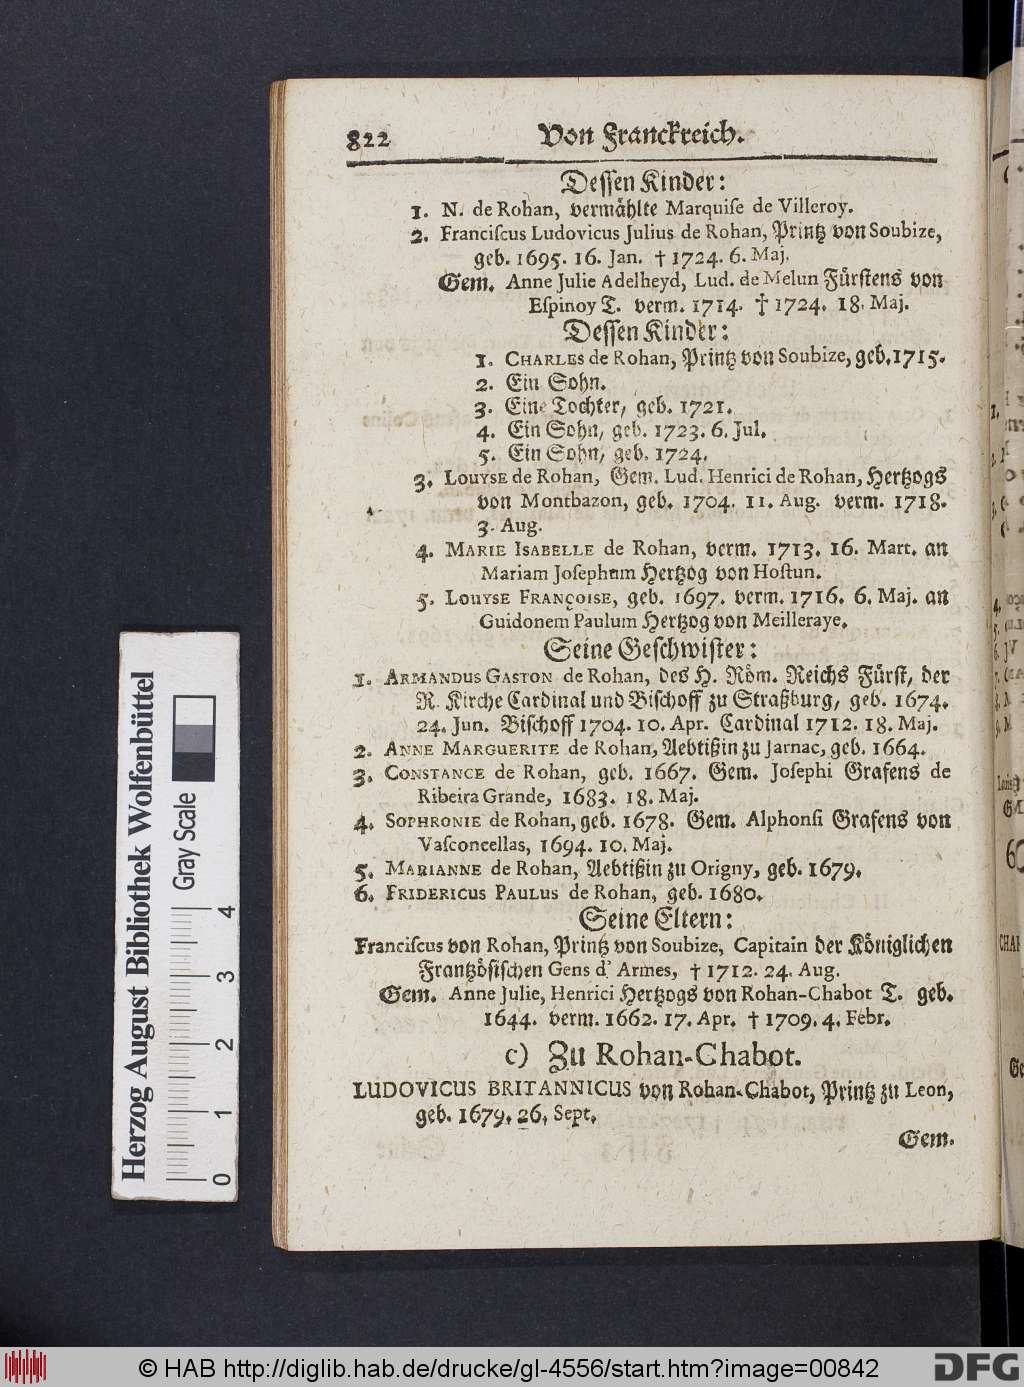 822 Von Franckreich.
Deſſen Kinder:
1. N. de Rohan, vermählte Marquiſe de Villeroy.
2. Franciſcus Ludovicus Julius de Rohan, Printz von Soubize,
geb. 1695. 16. Jan. † 1724. 6. Maj.
Gem. Anne Julie Adelheyd, Lud. de Melun Fürſtens von
Eſpinoy T. verm. 1714. † 1724. 18. Maj.
Deſſen Kinder:
1. CHARLES de Rohan, Printz von Soubize, geb. 1715.
2. Ein Sohn.
3. Eine Tochter, geb. 1721.
4. Ein Sohn, geb. 1723. 6. Jul.
5. Ein Sohn, geb. 1724.
3. LOUYSE de Rohan, Gem. Lud. Henrici de Rohan, Hertzogs
von Montbazon, geb. 1704. 11. Aug. verm. 1718.
3. Aug.
4. MARIE ISABELLE de Rohan, verm. 1713. 16. Mart. an
Mariam Joſephum Hertzog von Hoſtun.
5. LOUYSE FRANÇOISE, geb. 1697. verm. 1716. 6. Maj. an
Guidonem Paulum Hertzog von Meilleraye.
Seine Geſchwiſter:
1. ARMANDUS GASTON de Rohan, des H. Röm. Reichs Fürſt, der
R. Kirche Cardinal und Biſchoff zu Straßburg, geb. 1674.
24. Jun. Biſchoff 1704. 10. Apr. Cardinal 1712. 18. Maj.
2. ANNE MARGUERITE de Rohan, Aebtißin zu Jarnac, geb. 1664.
3. CONSTANCE de Rohan, geb. 1667. Gem. Joſephi Grafens de
Ribeira Grande, 1683. 18. Maj.
4. SOPHRONIE de Rohan, geb. 1678. Gem. Alphonſi Grafens von
Vaſconcellas, 1694. 10. Maj.
5. MARIANNE de Rohan, Aebtißin zu Origny, geb. 1679.
6. FRIDERICUS PAULUS de Rohan, geb. 1680.
Seine Eltern:
Franciſcus von Rohan, Printz von Soubize, Capitain der Königlichen
Frantzöſiſchen Gens d' Armes, † 1712. 24. Aug.
Gem. Anne Julie, Henrici Hertzogs von Rohan-Chabot T. geb.
1644. verm. 1662. 17. Apr. † 1709. 4. Febr.
c) Zu Rohan-Chabot.
LUDOVICUS BRITANNICUS von Rohan-Chabot, Printz zu Leon,
geb. 1679. 26. Sept.
Gem.
Herzog August Bibliothek Wolfenbüttel
Gray Scale
0 1 2 3 4
© HAB http://diglib.hab.de/drucke/gl-4556/start.htm?image=00842
DFG